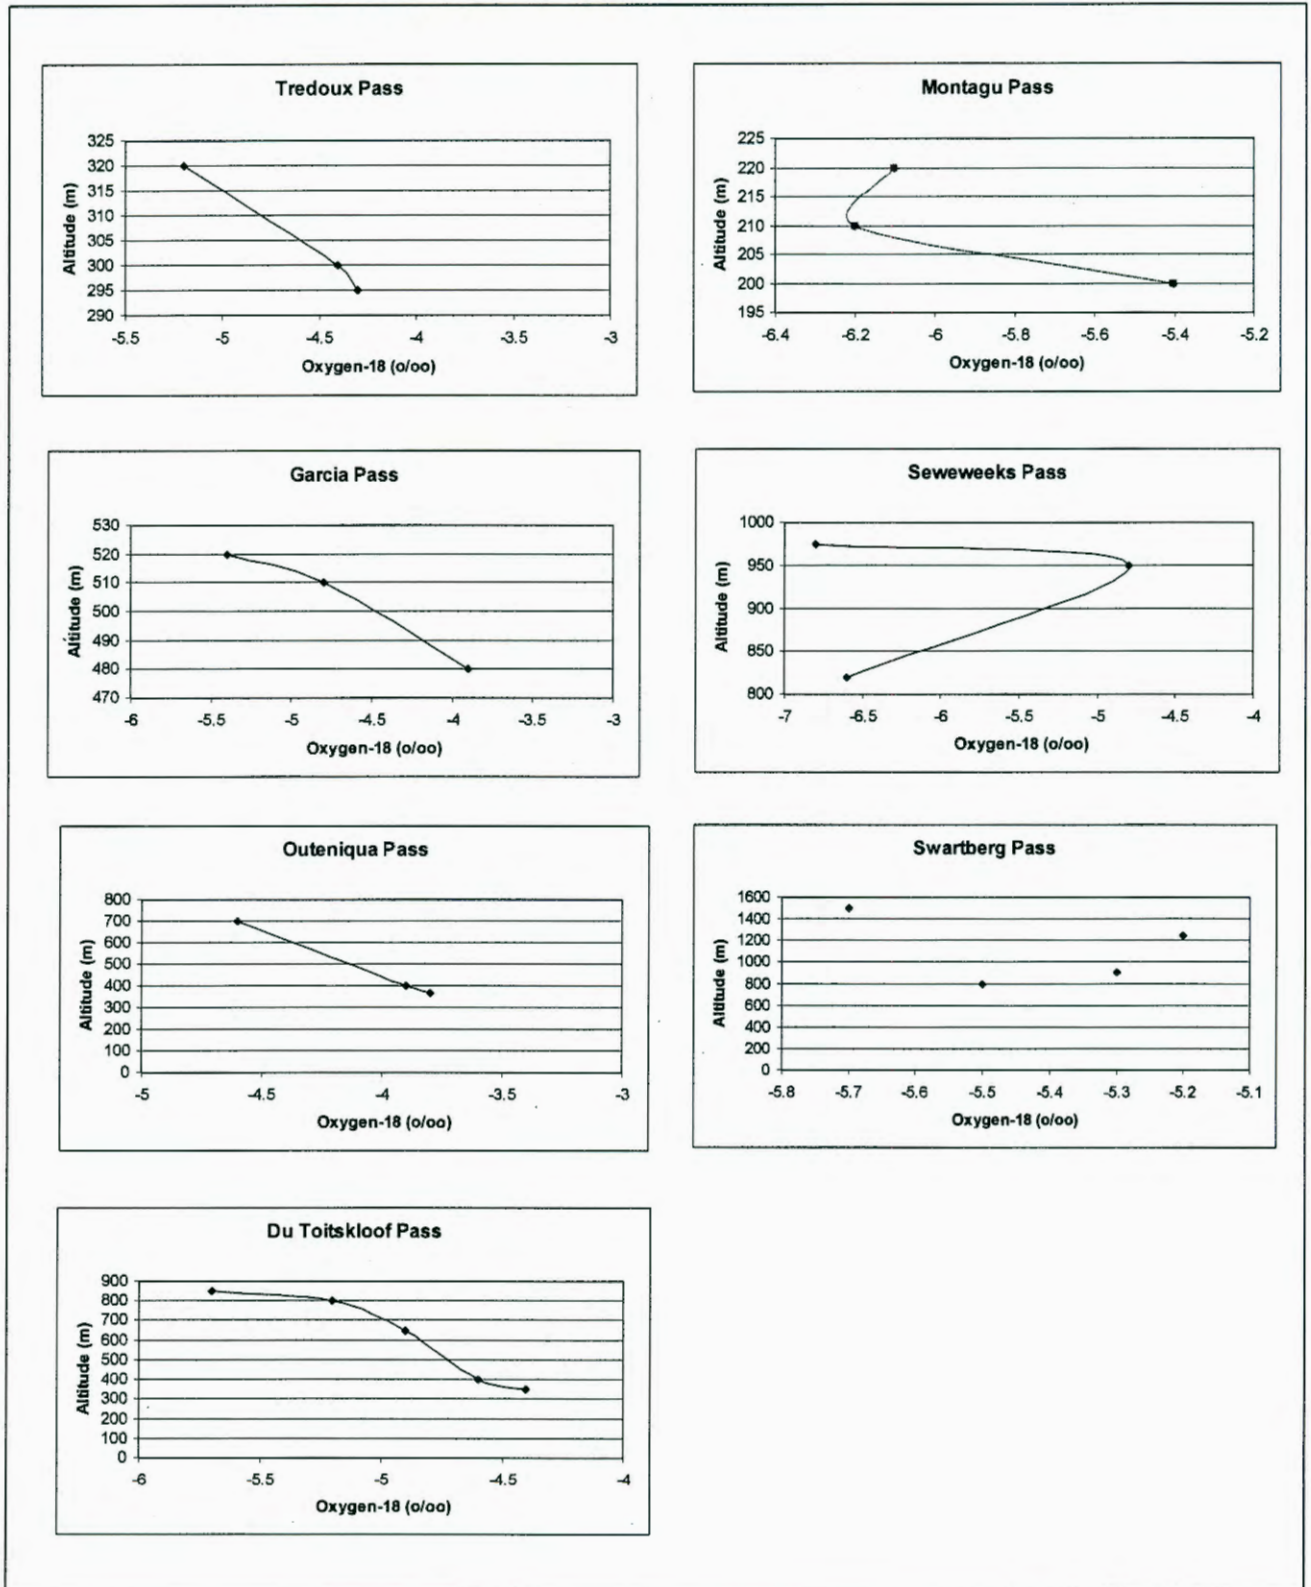 Tredoux Pass
Altitude (m)
325
320
315
310
305
300
295
290
-5.5 -5 -4.5 -4 -3.5 -3
Oxygen-18 (o/oo)
Montagu Pass
Altitude (m)
225
220
215
210
205
200
195
-6.4 -6.2 -6 -5.8 -5.6 -5.4 -5.2
Oxygen-18 (o/oo)
Garcia Pass
Altitude (m)
530
520
510
500
490
480
470
-6 -5.5 -5 -4.5 -4 -3.5 -3
Oxygen-18 (o/oo)
Seweweeks Pass
Altitude (m)
1000
950
900
850
800
-7 -6.5 -6 -5.5 -5 -4.5 -4
Oxygen-18 (o/oo)
Outeniqua Pass
Altitude (m)
800
700
600
500
400
300
200
100
0
-5 -4.5 -4 -3.5 -3
Oxygen-18 (o/oo)
Swartberg Pass
Altitude (m)
1600
1400
1200
1000
800
600
400
200
0
-5.8 -5.7 -5.6 -5.5 -5.4 -5.3 -5.2 -5.1
Oxygen-18 (o/oo)
Du Toitskloof Pass
Altitude (m)
900
800
700
600
500
400
300
200
100
0
-6 -5.5 -5 -4.5 -4
Oxygen-18 (o/oo)